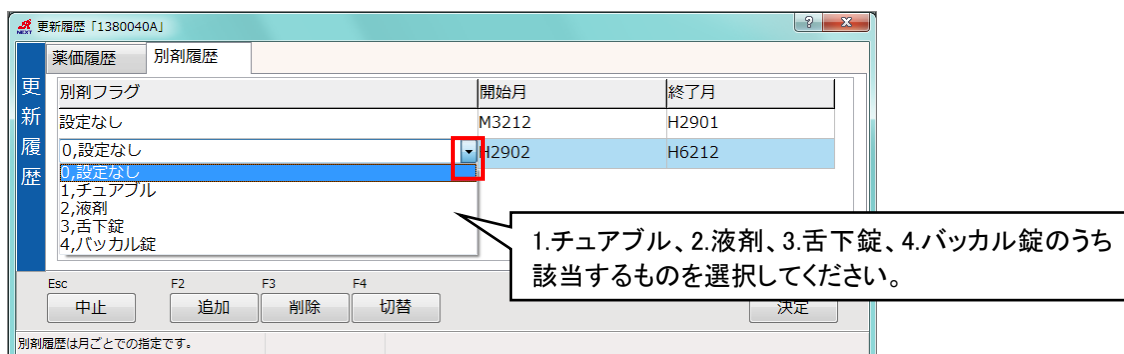 NEXT 更新履歴「1380040A」
薬価履歴 別剤履歴
更新履歴
別剤フラグ 開始月 終了月
設定なし M3212 H2901
0,設定なし H2902 H6212
0,設定なし
1,チュアブル
2,液剤
3,舌下錠
4,バッカル錠
1.チュアブル、2.液剤、3.舌下錠、4.バッカル錠のうち
該当するものを選択してください。
Esc F2 F3 F4
中止 追加 削除 切替 決定
別剤履歴は月ごとでの指定です。